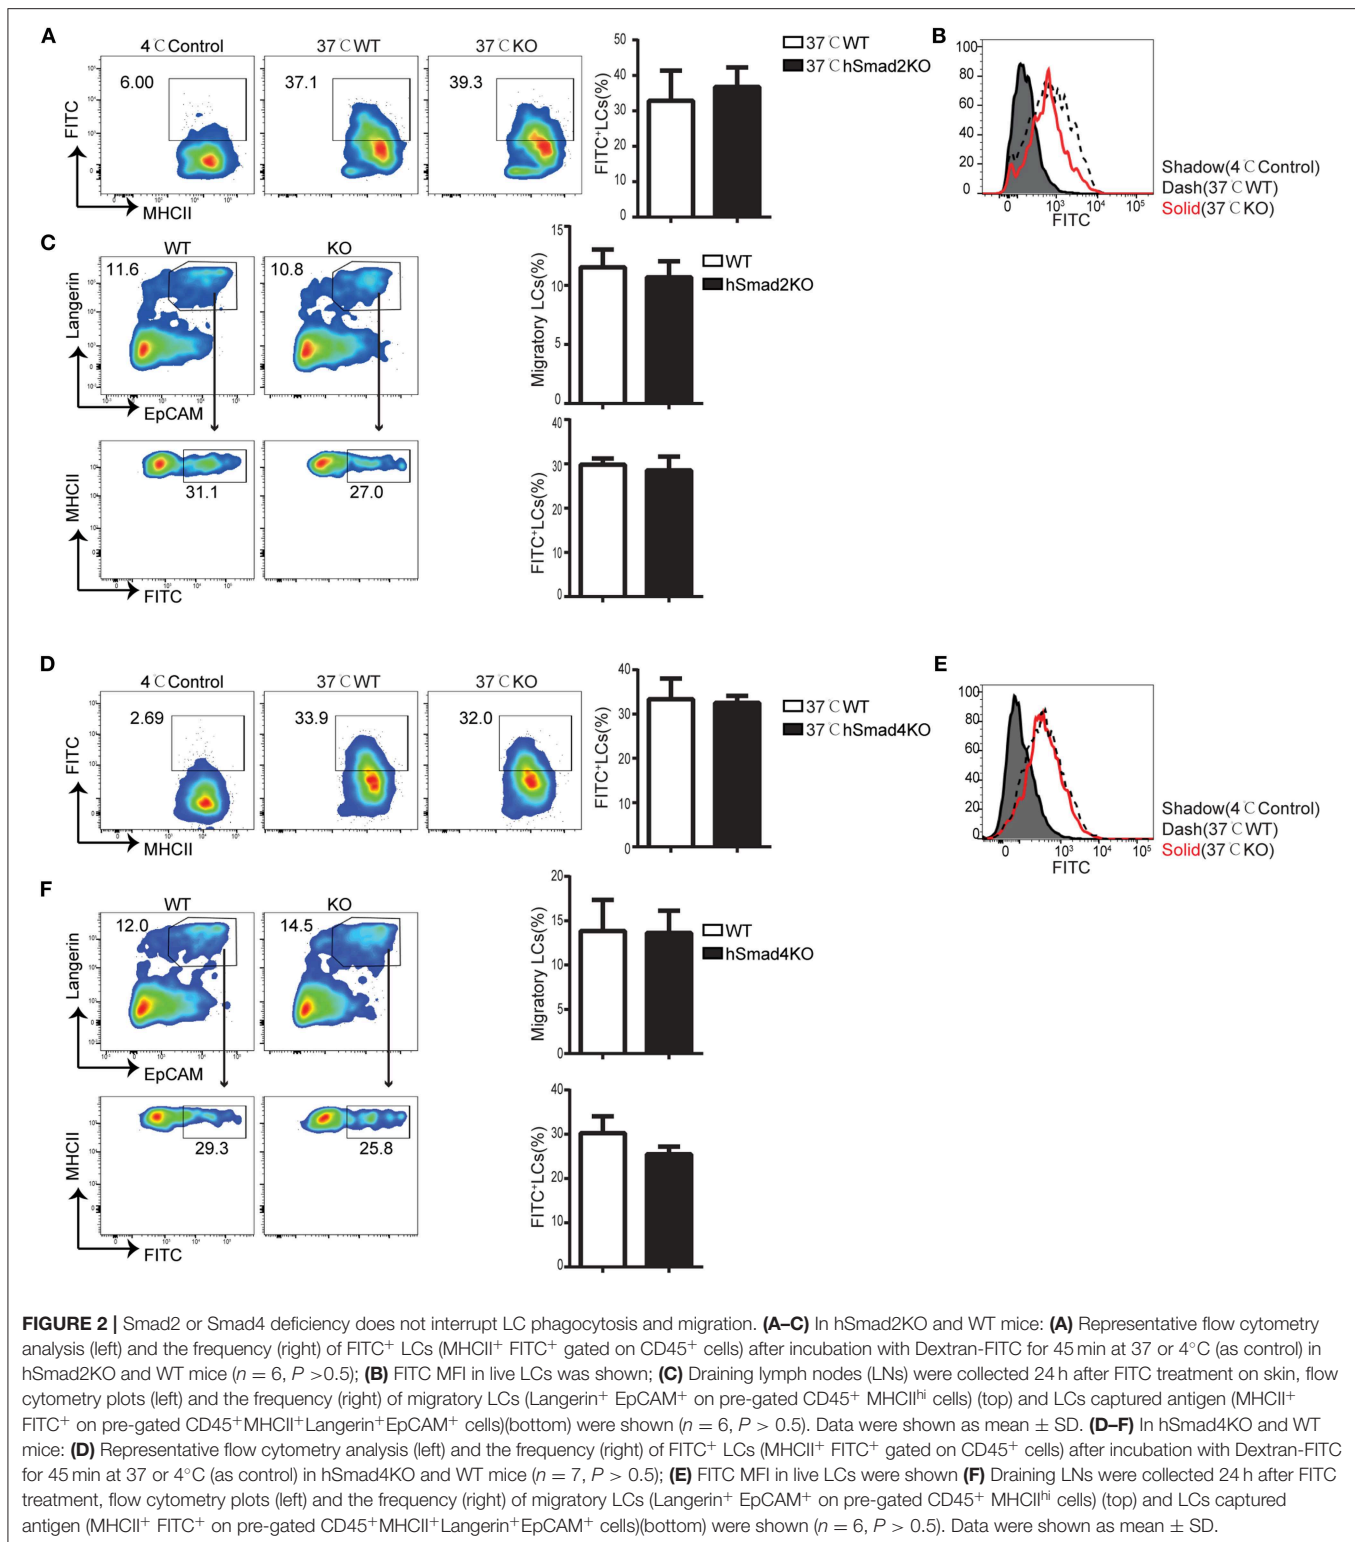 A
4℃Control
37℃WT
37℃KO
6.00
37.1
39.3
FITC
MHCII
50
40
30
20
10
0
FITC⁺LCs(%)
37℃WT
37℃hSmad2KO
B
100
80
60
40
20
0
0 10³ 10⁴ 10⁵
FITC
Shadow(4℃Control)
Dash(37℃WT)
Solid(37℃KO)
C
WT
KO
11.6
10.8
Langerin
EpCAM
15
10
5
0
Migratory LCs(%)
WT
hSmad2KO
31.1
27.0
MHCII
FITC
40
30
20
10
0
FITC⁺LCs(%)
D
4℃Control
37℃WT
37℃KO
2.69
33.9
32.0
FITC
MHCII
40
30
20
10
0
FITC⁺LCs(%)
37℃WT
37℃hSmad4KO
E
100
80
60
40
20
0
0 10³ 10⁴ 10⁵
FITC
Shadow(4℃Control)
Dash(37℃WT)
Solid(37℃KO)
F
WT
KO
12.0
14.5
Langerin
EpCAM
20
15
10
5
0
Migratory LCs(%)
WT
hSmad4KO
29.3
25.8
MHCII
FITC
40
30
20
10
0
FITC⁺LCs(%)
FIGURE 2 | Smad2 or Smad4 deficiency does not interrupt LC phagocytosis and migration. (A–C) In hSmad2KO and WT mice: (A) Representative flow cytometry
analysis (left) and the frequency (right) of FITC⁺ LCs (MHCII⁺ FITC⁺ gated on CD45⁺ cells) after incubation with Dextran-FITC for 45 min at 37 or 4°C (as control) in
hSmad2KO and WT mice (n = 6, P >0.5); (B) FITC MFI in live LCs was shown; (C) Draining lymph nodes (LNs) were collected 24 h after FITC treatment on skin, flow
cytometry plots (left) and the frequency (right) of migratory LCs (Langerin⁺ EpCAM⁺ on pre-gated CD45⁺ MHCIIʰⁱ cells) (top) and LCs captured antigen (MHCII⁺
FITC⁺ on pre-gated CD45⁺MHCII⁺Langerin⁺EpCAM⁺ cells)(bottom) were shown (n = 6, P > 0.5). Data were shown as mean ± SD. (D–F) In hSmad4KO and WT
mice: (D) Representative flow cytometry analysis (left) and the frequency (right) of FITC⁺ LCs (MHCII⁺ FITC⁺ gated on CD45⁺ cells) after incubation with Dextran-FITC
for 45 min at 37 or 4°C (as control) in hSmad4KO and WT mice (n = 7, P > 0.5); (E) FITC MFI in live LCs were shown (F) Draining LNs were collected 24 h after FITC
treatment, flow cytometry plots (left) and the frequency (right) of migratory LCs (Langerin⁺ EpCAM⁺ on pre-gated CD45⁺ MHCIIʰⁱ cells) (top) and LCs captured
antigen (MHCII⁺ FITC⁺ on pre-gated CD45⁺MHCII⁺Langerin⁺EpCAM⁺ cells)(bottom) were shown (n = 6, P > 0.5). Data were shown as mean ± SD.